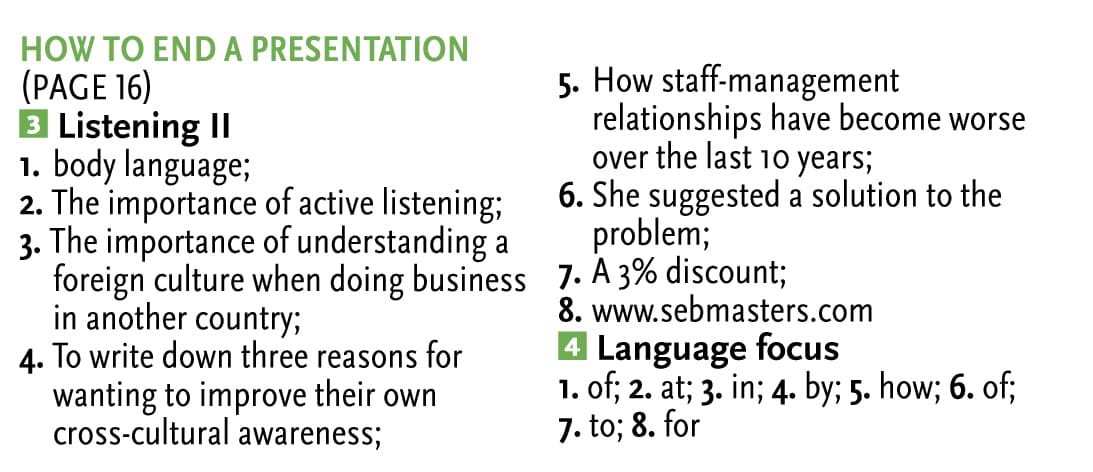 HOW TO END A PRESENTATION
(PAGE 16)
3 Listening II
1. body language;
2. The importance of active listening;
3. The importance of understanding a
foreign culture when doing business
in another country;
4. To write down three reasons for
wanting to improve their own
cross-cultural awareness;
5. How staff-management
relationships have become worse
over the last 10 years;
6. She suggested a solution to the
problem;
7. A 3% discount;
8. www.sebmasters.com
4 Language focus
1. of; 2. at; 3. in; 4. by; 5. how; 6. of;
7. to; 8. for